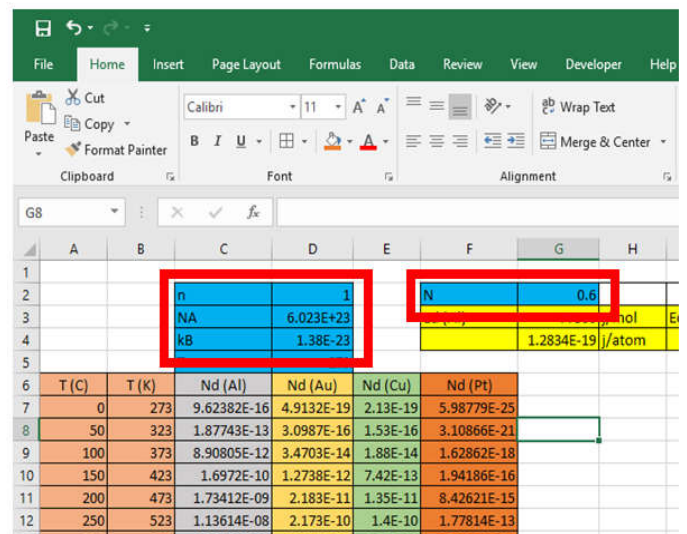 File Home Insert Page Layout Formulas Data Review View Developer Help
Cut
Copy
Format Painter
Paste
Calibri 11 A A
B I U A
ab Wrap Text
Merge & Center
Clipboard Font Alignment
G8 fx
A B C D E F G H
1
2 n 1 N 0.6
3 NA 6.023E+23
4 kB 1.38E-23 1.2834E-19 j/atom
5
6 T (C) T (K) Nd (Al) Nd (Au) Nd (Cu) Nd (Pt)
7 0 273 9.62382E-16 4.9132E-19 2.13E-19 5.98779E-25
8 50 323 1.87743E-13 3.0987E-16 1.53E-16 3.10866E-21
9 100 373 8.90805E-12 3.4703E-14 1.88E-14 1.62862E-18
10 150 423 1.6972E-10 1.2738E-12 7.42E-13 1.94186E-16
11 200 473 1.73412E-09 2.183E-11 1.35E-11 8.42621E-15
12 250 523 1.13614E-08 2.173E-10 1.4E-10 1.77814E-13